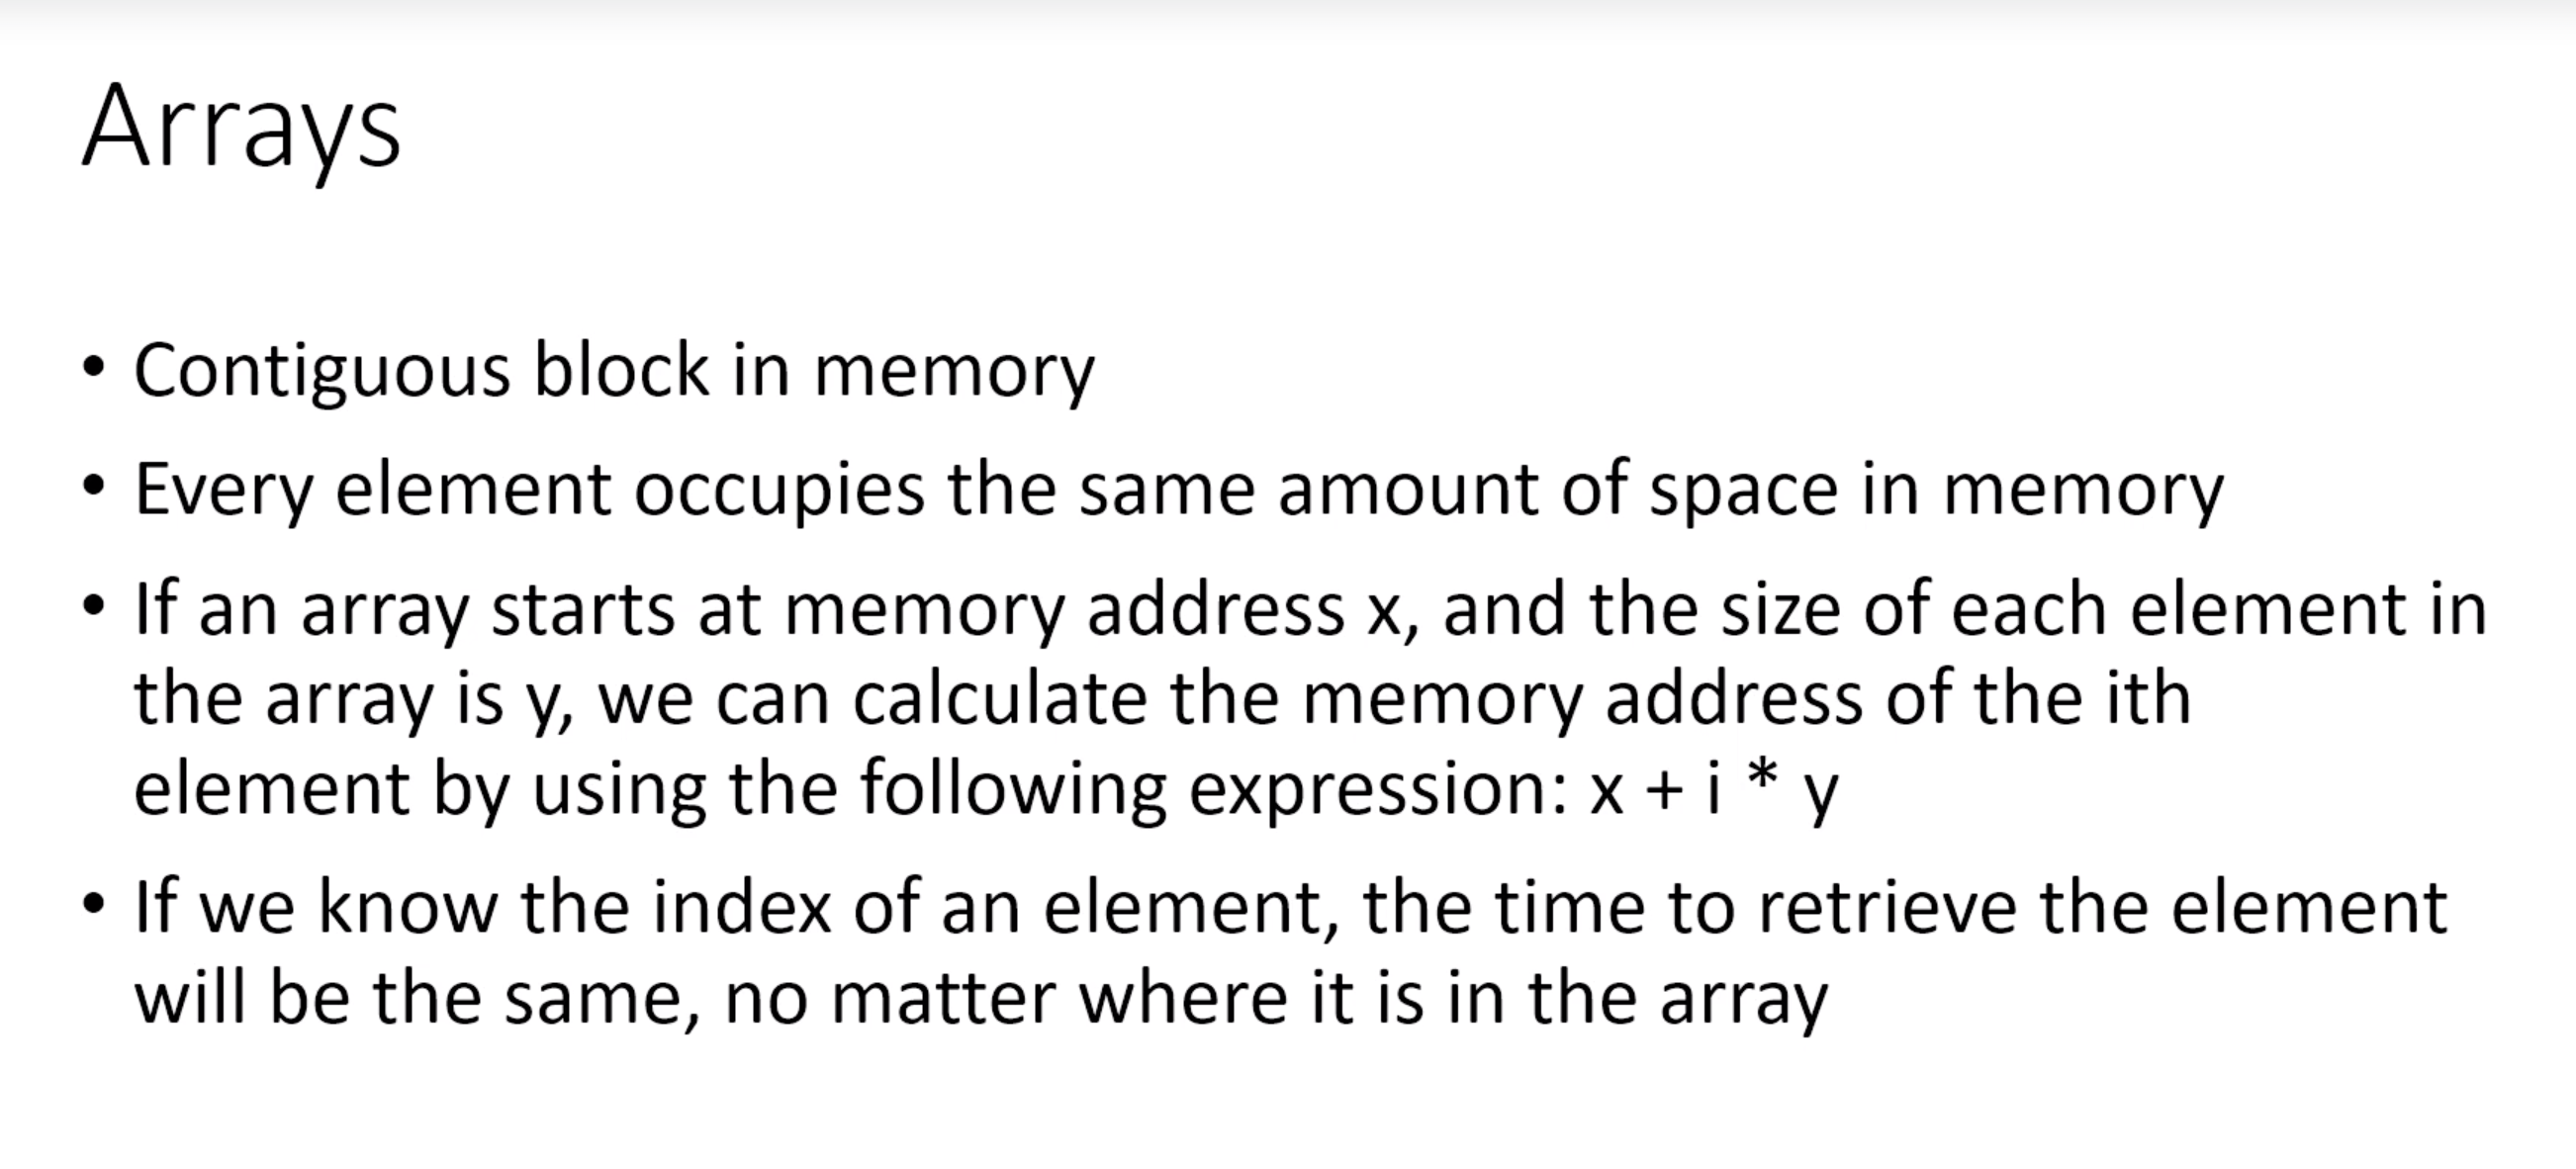 Arrays
• Contiguous block in memory
• Every element occupies the same amount of space in memory
• If an array starts at memory address x, and the size of each element in
the array is y, we can calculate the memory address of the ith
element by using the following expression: x + i * y
• If we know the index of an element, the time to retrieve the element
will be the same, no matter where it is in the array